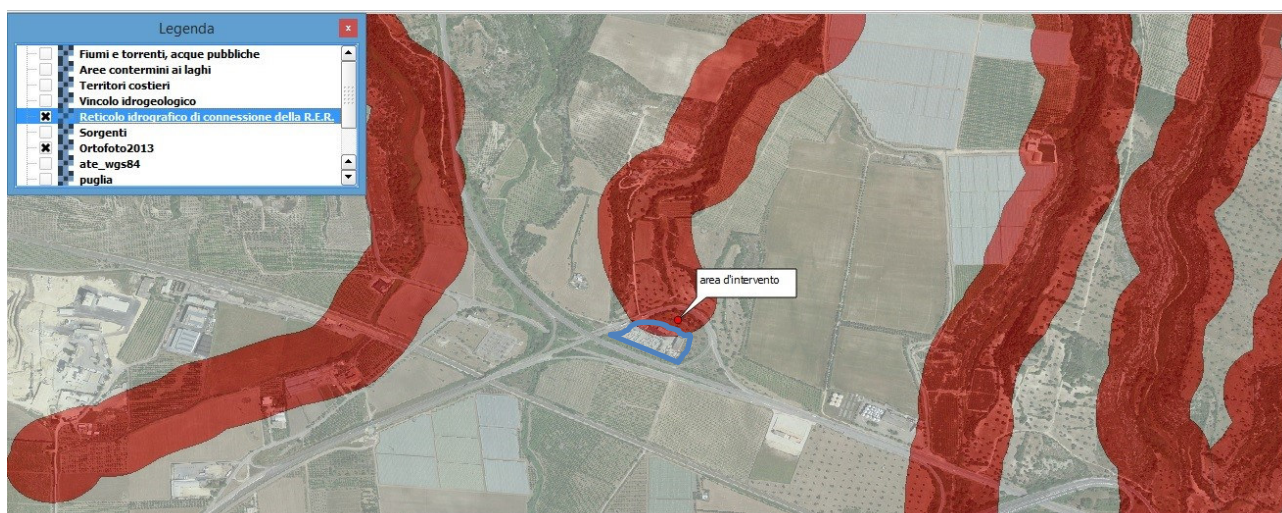 Legenda
x
Fiumi e torrenti, acque pubbliche
Aree contermini ai laghi
Territori costieri
Vincolo idrogeologico
Reticolo idrografico di connessione della R.E.R.
Sorgenti
Ortofoto2013
ate_wgs84
puglia
area d'intervento